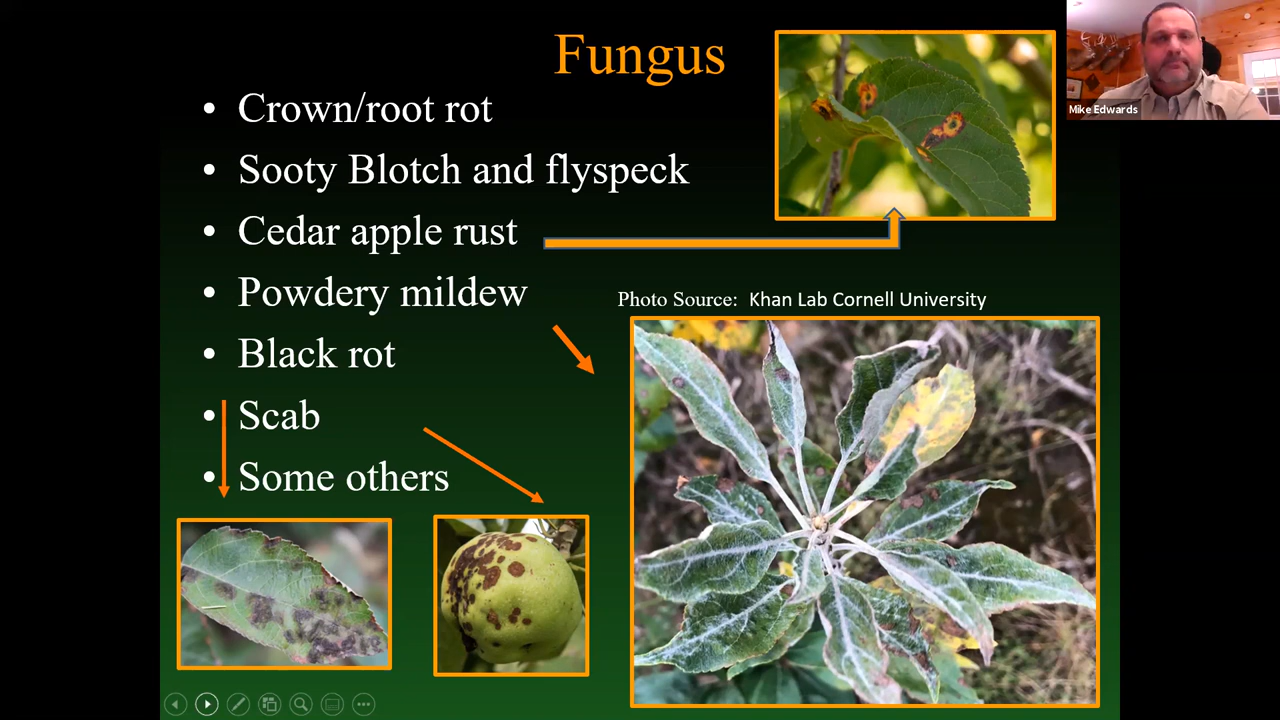 Fungus
Mike Edwards
• Crown/root rot
• Sooty Blotch and flyspeck
• Cedar apple rust
• Powdery mildew
Photo Source: Khan Lab Cornell University
• Black rot
• Scab
• Some others